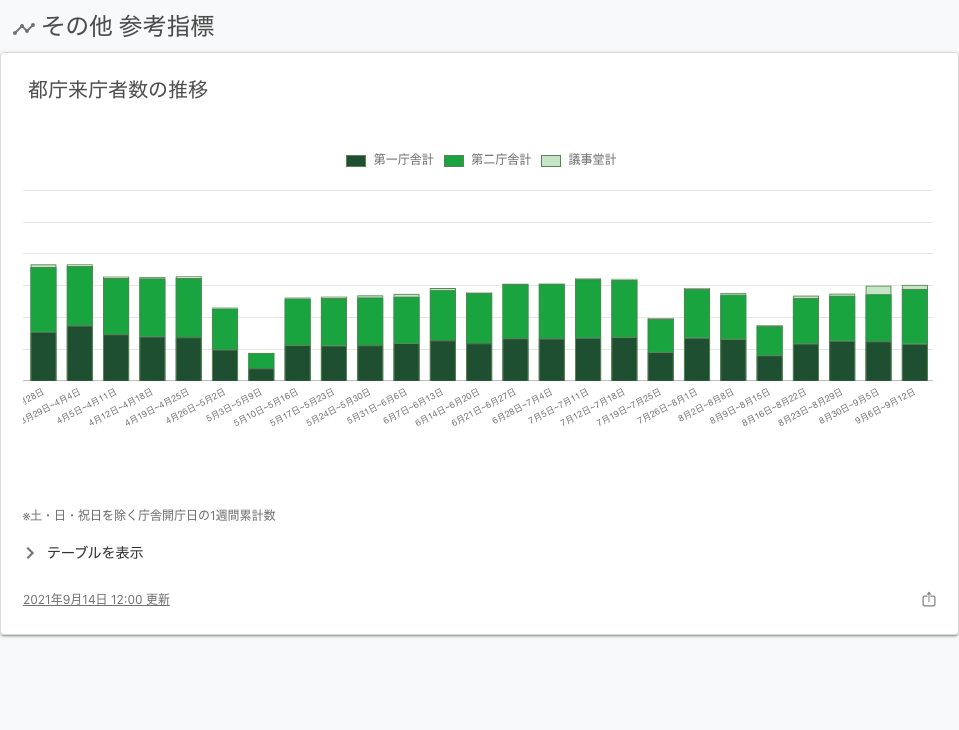 その他 参考指標
都庁来庁者数の推移
第一庁舎計 第二庁舎計 議事堂計
月28日
3月29日~4月4日
4月5日~4月11日
4月12日~4月18日
4月19日~4月25日
4月26日~5月2日
5月3日~5月9日
5月10日~5月16日
5月17日~5月23日
5月24日~5月30日
5月31日~6月6日
6月7日~6月13日
6月14日~6月20日
6月21日~6月27日
6月28日~7月4日
7月5日~7月11日
7月12日~7月18日
7月19日~7月25日
7月26日~8月1日
8月2日~8月8日
8月9日~8月15日
8月16日~8月22日
8月23日~8月29日
8月30日~9月5日
9月6日~9月12日
※土・日・祝日を除く庁舎開庁日の1週間累計数
テーブルを表示
2021年9月14日 12:00 更新